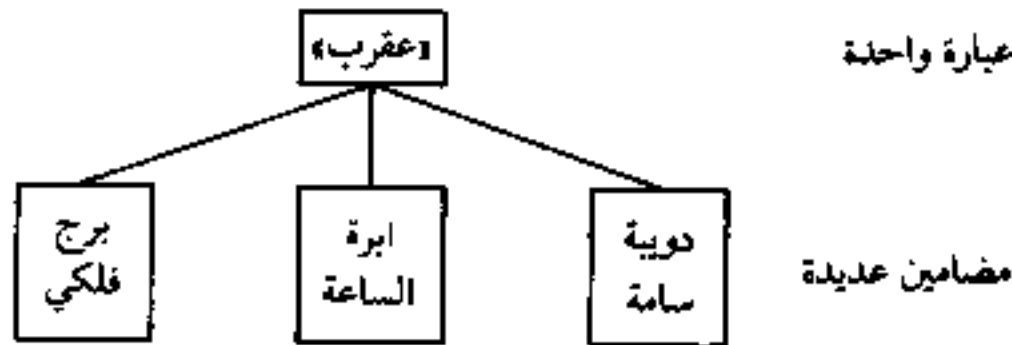 عبارة واحدة
«عقرب»
مضامين عديدة
دويبة
سامة
ابرة
الساعة
برج
فلكي